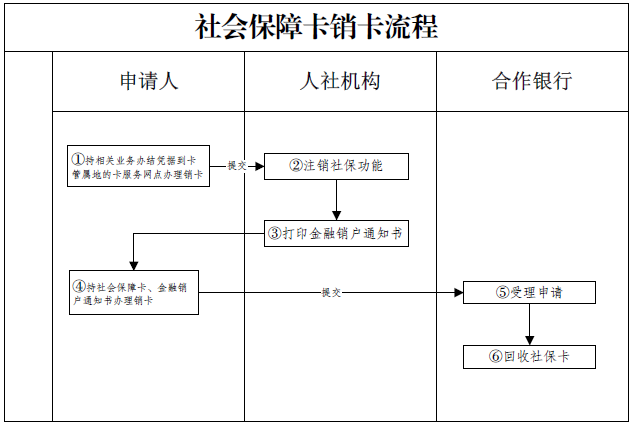 社会保障卡销卡流程
申请人
人社机构
合作银行
①持相关业务办结凭据到卡
管属地的卡服务网点办理销卡
提交
②注销社保功能
③打印金融销户通知书
④持社会保障卡、金融销
户通知书办理销卡
提交
⑤受理申请
⑥回收社保卡